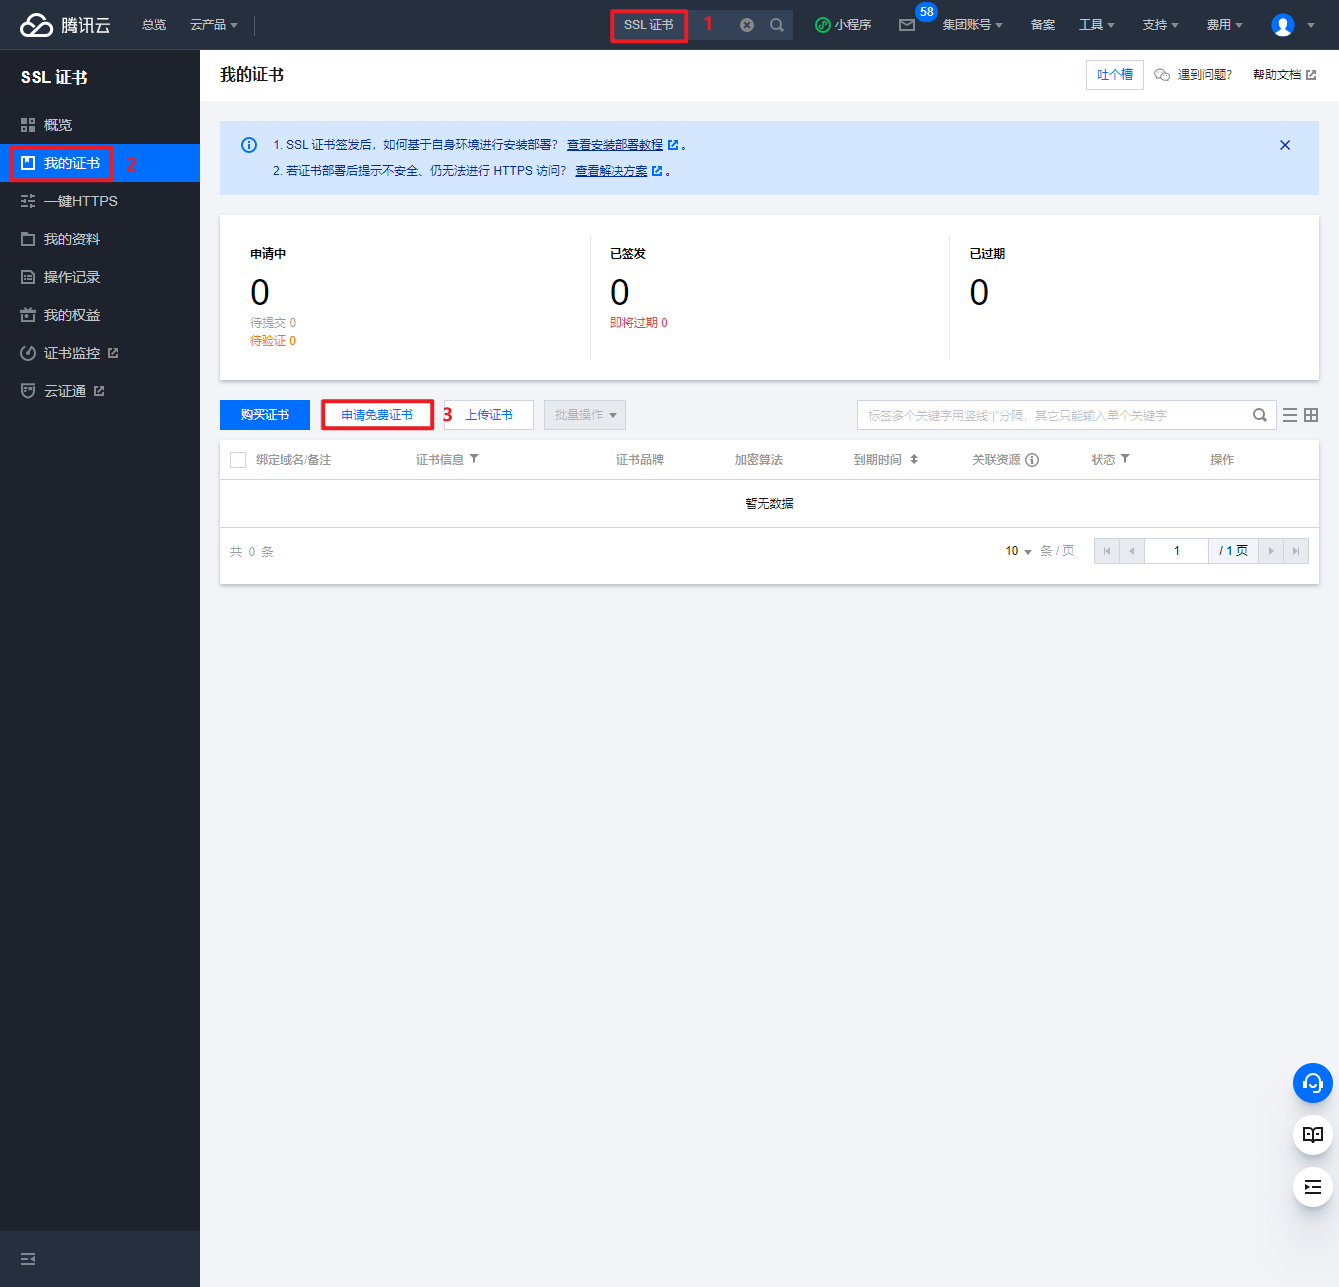 腾讯云 总览 云产品 SSL 证书 1 小程序 58 集团账号 备案 工具 支持 费用
SSL 证书
概览
我的证书 2
一键HTTPS
我的资料
操作记录
我的权益
证书监控
云证通
我的证书 吐个槽 遇到问题? 帮助文档
1. SSL 证书签发后，如何基于自身环境进行安装部署？ 查看安装部署教程 。
2. 若证书部署后提示不安全、仍无法进行 HTTPS 访问？ 查看解决方案 。
申请中 已签发 已过期
0 0 0
待提交 0 即将过期 0
待验证 0
购买证书 申请免费证书 3 上传证书 批量操作 标签多个关键字用竖线"|"分隔，其它只能输入单个关键字
绑定域名/备注 证书信息 证书品牌 加密算法 到期时间 关联资源 状态 操作
暂无数据
共 0 条 10 条 / 页 1 / 1 页